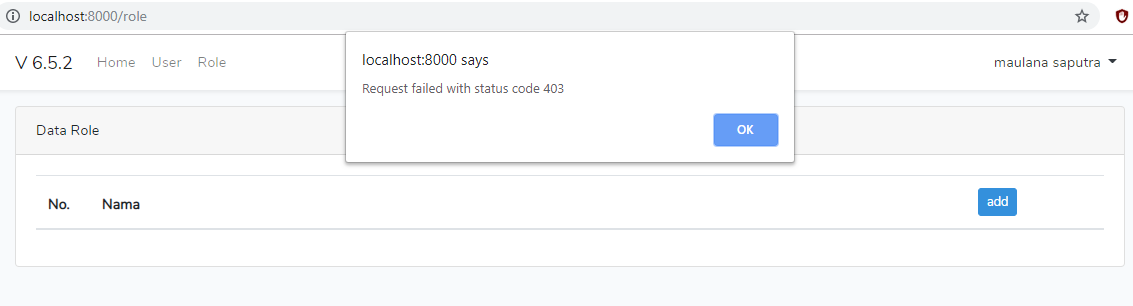 localhost:8000/role
V 6.5.2 Home User Role maulana saputra
localhost:8000 says
Request failed with status code 403
OK
Data Role
No. Nama add